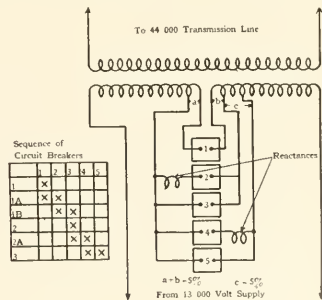 To 44 000 Transmission Line
a
b
c
Sequence of
Circuit Breakers
1 2 3 4 5
1 ×
1A × ×
1B × ×
2 ×
2A × ×
3 × ×
1
2
3
4
5
Reactances
a=b=5%
From 13 000 Volt Supply